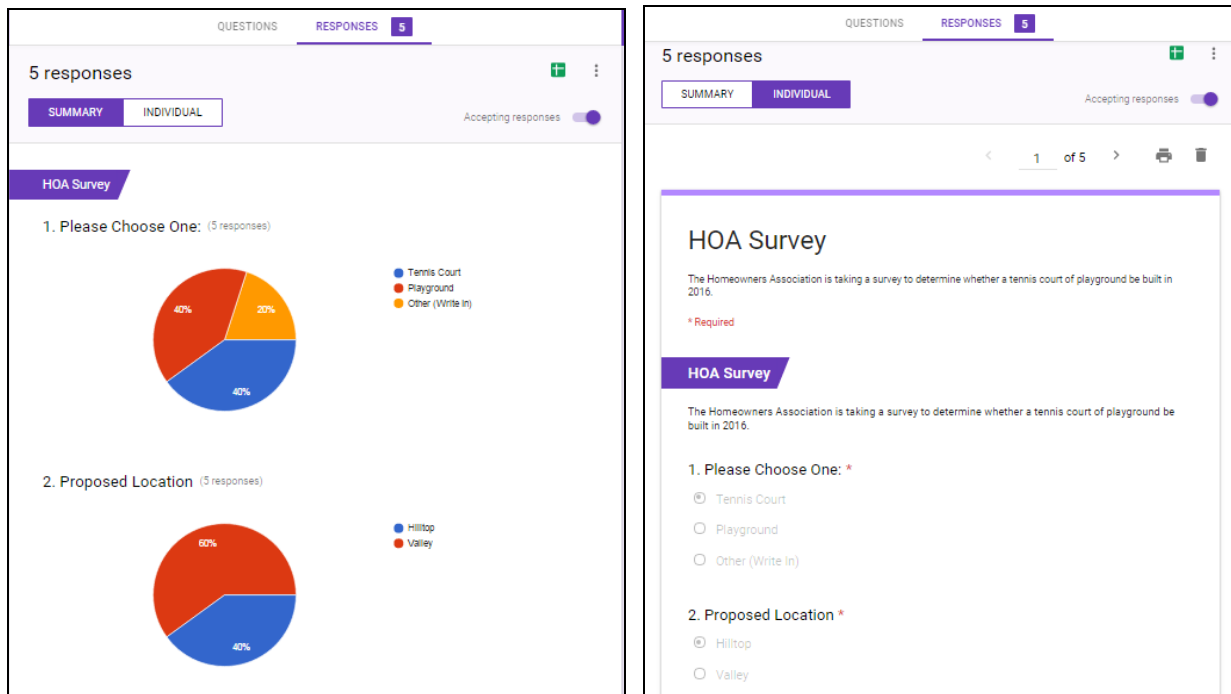 QUESTIONS RESPONSES 5
5 responses
SUMMARY INDIVIDUAL
Accepting responses
HOA Survey
1. Please Choose One: (5 responses)
40%
20%
40%
Tennis Court
Playground
Other (Write In)
2. Proposed Location (5 responses)
60%
40%
Hilltop
Valley
QUESTIONS RESPONSES 5
5 responses
SUMMARY INDIVIDUAL
Accepting responses
1 of 5
HOA Survey
The Homeowners Association is taking a survey to determine whether a tennis court of playground be built in
2016.
* Required
HOA Survey
The Homeowners Association is taking a survey to determine whether a tennis court of playground be
built in 2016.
1. Please Choose One: *
Tennis Court
Playground
Other (Write In)
2. Proposed Location *
Hilltop
Valley